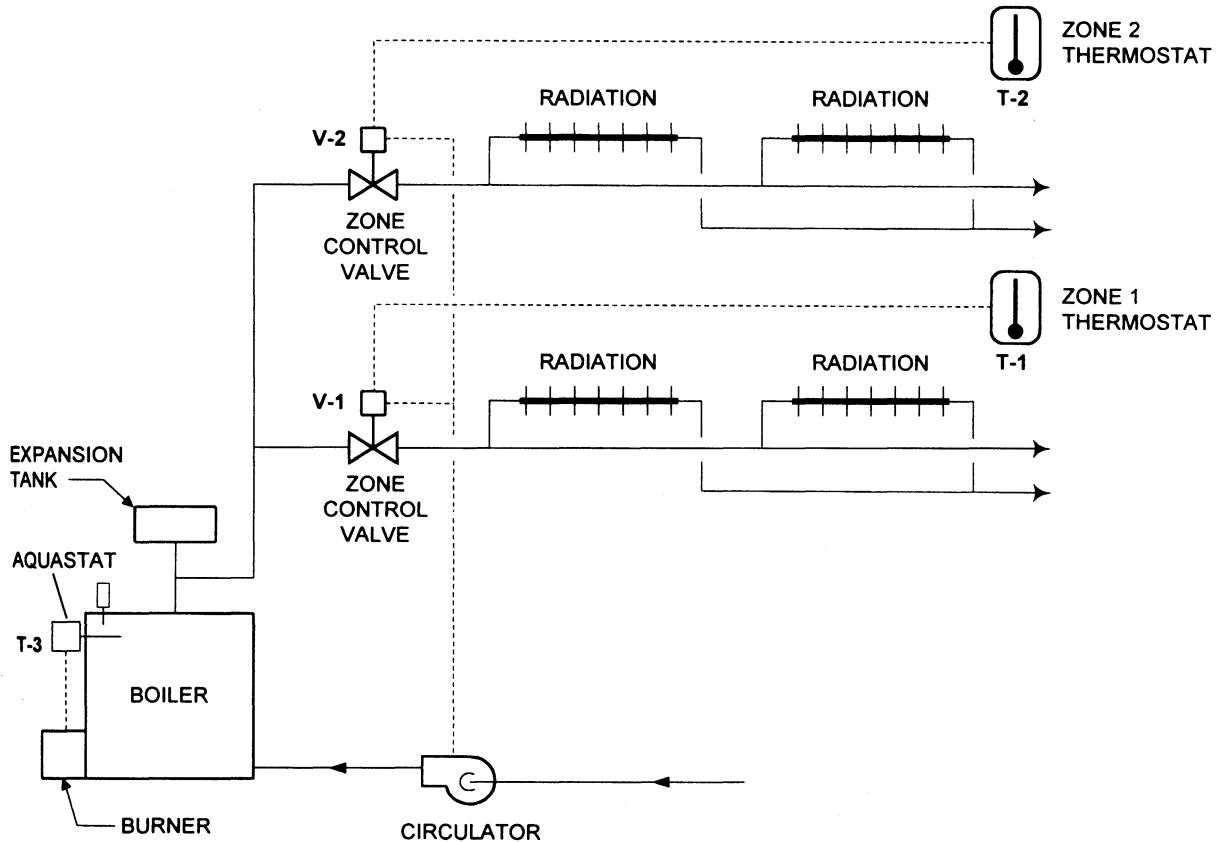 ZONE 2
THERMOSTAT
T-2
RADIATION
RADIATION
V-2
ZONE
CONTROL
VALVE
ZONE 1
THERMOSTAT
T-1
RADIATION
RADIATION
V-1
ZONE
CONTROL
VALVE
EXPANSION
TANK
AQUASTAT
T-3
BOILER
BURNER
CIRCULATOR